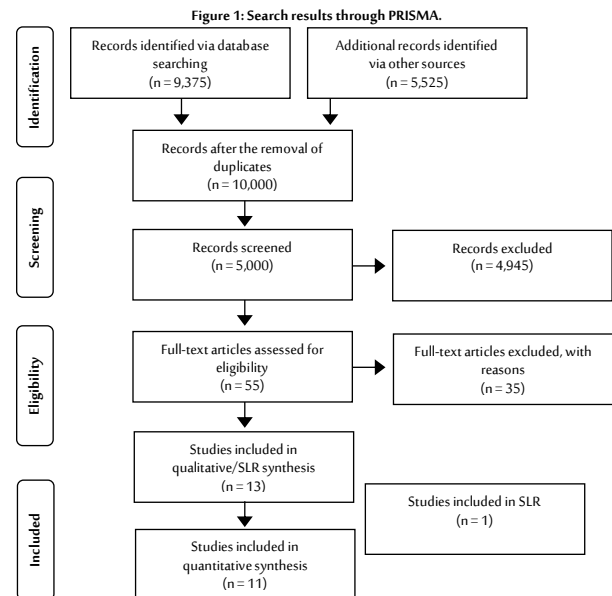 Figure 1: Search results through PRISMA.
Identification
Records identified via database
searching
(n = 9,375)
Additional records identified
via other sources
(n = 5,525)
Records after the removal of
duplicates
(n = 10,000)
Screening
Records screened
(n = 5,000)
Records excluded
(n = 4,945)
Eligibility
Full-text articles assessed for
eligibility
(n = 55)
Full-text articles excluded, with
reasons
(n = 35)
Studies included in
qualitative/SLR synthesis
(n = 13)
Included
Studies included in SLR
(n = 1)
Studies included in
quantitative synthesis
(n = 11)